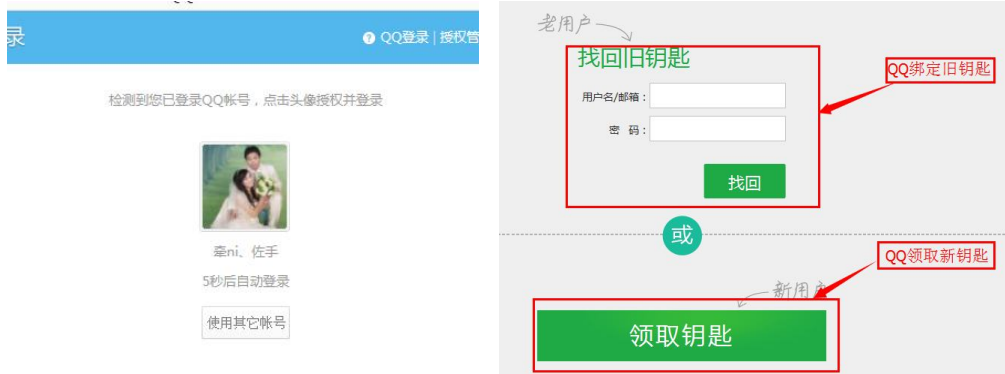 录
QQ登录 | 授权管
检测到您已登录QQ帐号，点击头像授权并登录
牵ni、佐手
5秒后自动登录
使用其它帐号
老用户
找回旧钥匙
QQ绑定旧钥匙
用户名/邮箱：
密 码：
找回
或
QQ领取新钥匙
新用户
领取钥匙